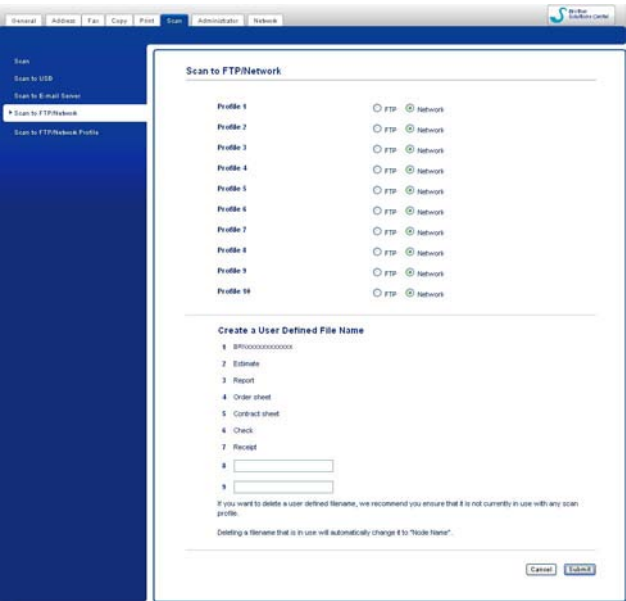 General Address Fax Copy Print Scan Administrator Network
Brother
Solutions Center
Scan
Scan to USB
Scan to E-mail Server
Scan to FTP/Network
Scan to FTP/Network Profile
Scan to FTP/Network
Profile 1 FTP Network
Profile 2 FTP Network
Profile 3 FTP Network
Profile 4 FTP Network
Profile 5 FTP Network
Profile 6 FTP Network
Profile 7 FTP Network
Profile 8 FTP Network
Profile 9 FTP Network
Profile 10 FTP Network
Create a User Defined File Name
1 BRNXXXXXXXXXXXX
2 Estimate
3 Report
4 Order sheet
5 Contract sheet
6 Check
7 Receipt
8
9
If you want to delete a user defined filename, we recommend you ensure that it is not currently in use with any scan
profile.
Deleting a filename that is in use will automatically change it to "Node Name".
Cancel Submit